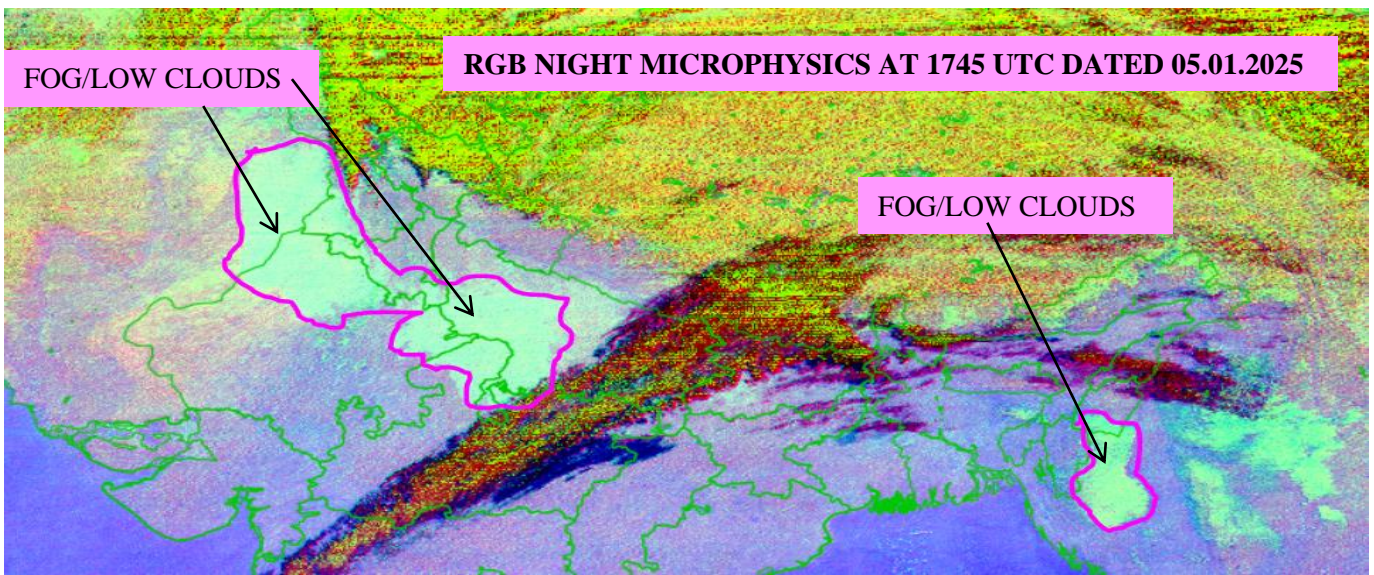 FOG/LOW CLOUDS
RGB NIGHT MICROPHYSICS AT 1745 UTC DATED 05.01.2025
FOG/LOW CLOUDS